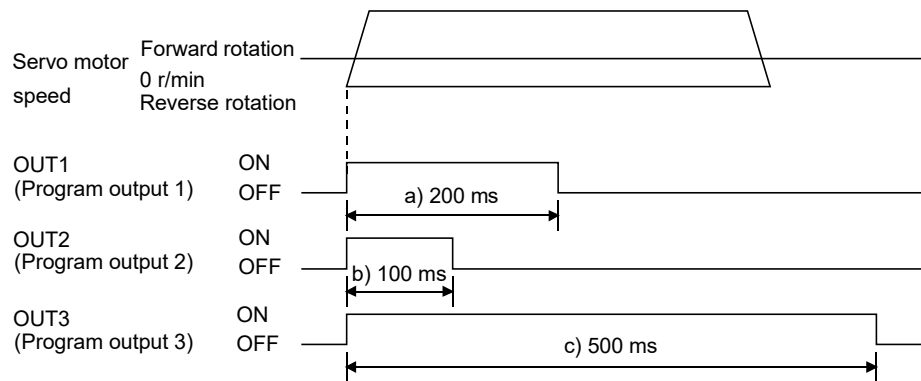 Servo motor
speed
Forward rotation
0 r/min
Reverse rotation
OUT1
(Program output 1)
ON
OFF
a) 200 ms
OUT2
(Program output 2)
ON
OFF
b) 100 ms
OUT3
(Program output 3)
ON
OFF
c) 500 ms